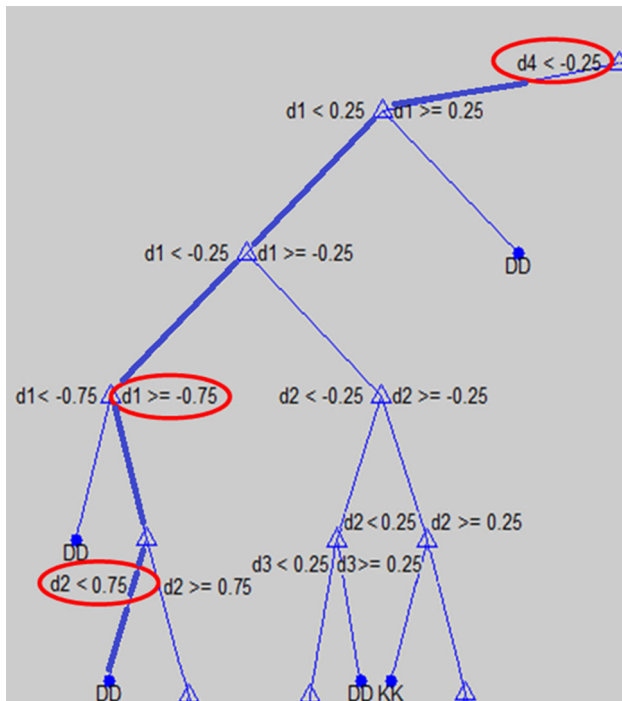 d4 < -0.25
d1 < 0.25 d1 >= 0.25
d1 < -0.25 d1 >= -0.25
DD
d1< -0.75 d1 >= -0.75 d2 < -0.25 d2 >= -0.25
d2 < 0.25 d2 >= 0.25
DD d3 < 0.25 d3>= 0.25
d2 < 0.75 d2 >= 0.75
DD DD KK